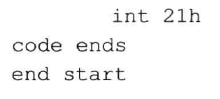 int 21h
code ends
end start